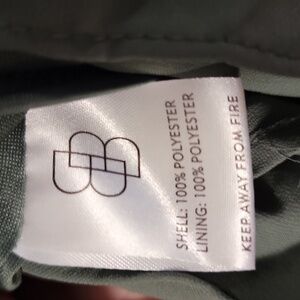 SHELL: 100% POLYESTER
LINING: 100% POLYESTER
KEEP AWAY FROM FIRE